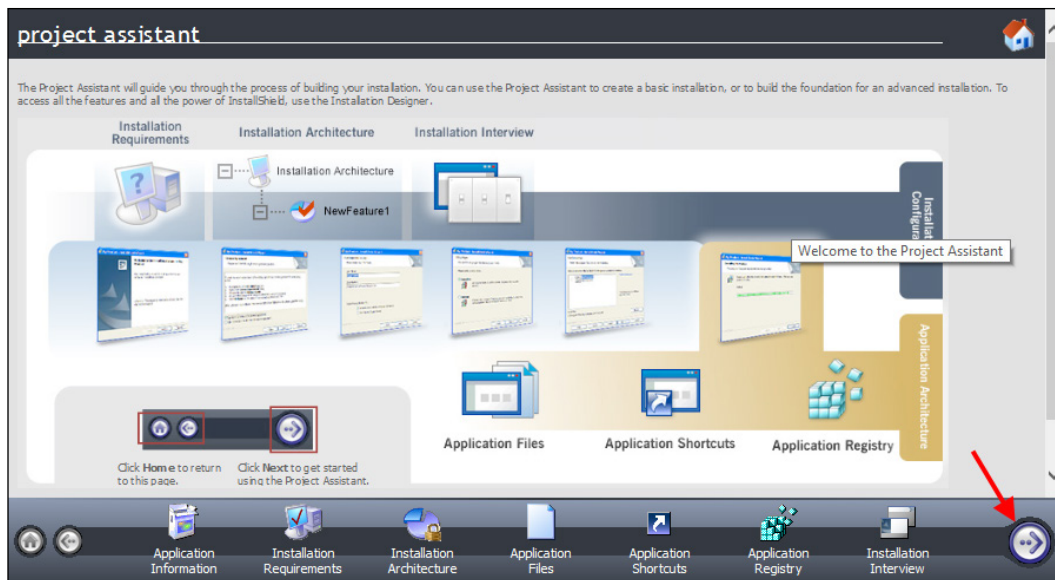 project assistant
The Project Assistant will guide you through the process of building your installation. You can use the Project Assistant to create a basic installation, or to build the foundation for an advanced installation. To
access all the features and all the power of InstallShield, use the Installation Designer.
Installation
Requirements
Installation Architecture
Installation Interview
Installation Architecture
NewFeature1
Welcome to the Project Assistant
Application Architecture
Application Files
Application Shortcuts
Application Registry
Click Home to return
to this page.
Click Next to get started
using the Project Assistant.
Application
Information
Installation
Requirements
Installation
Architecture
Application
Files
Application
Shortcuts
Application
Registry
Installation
Interview